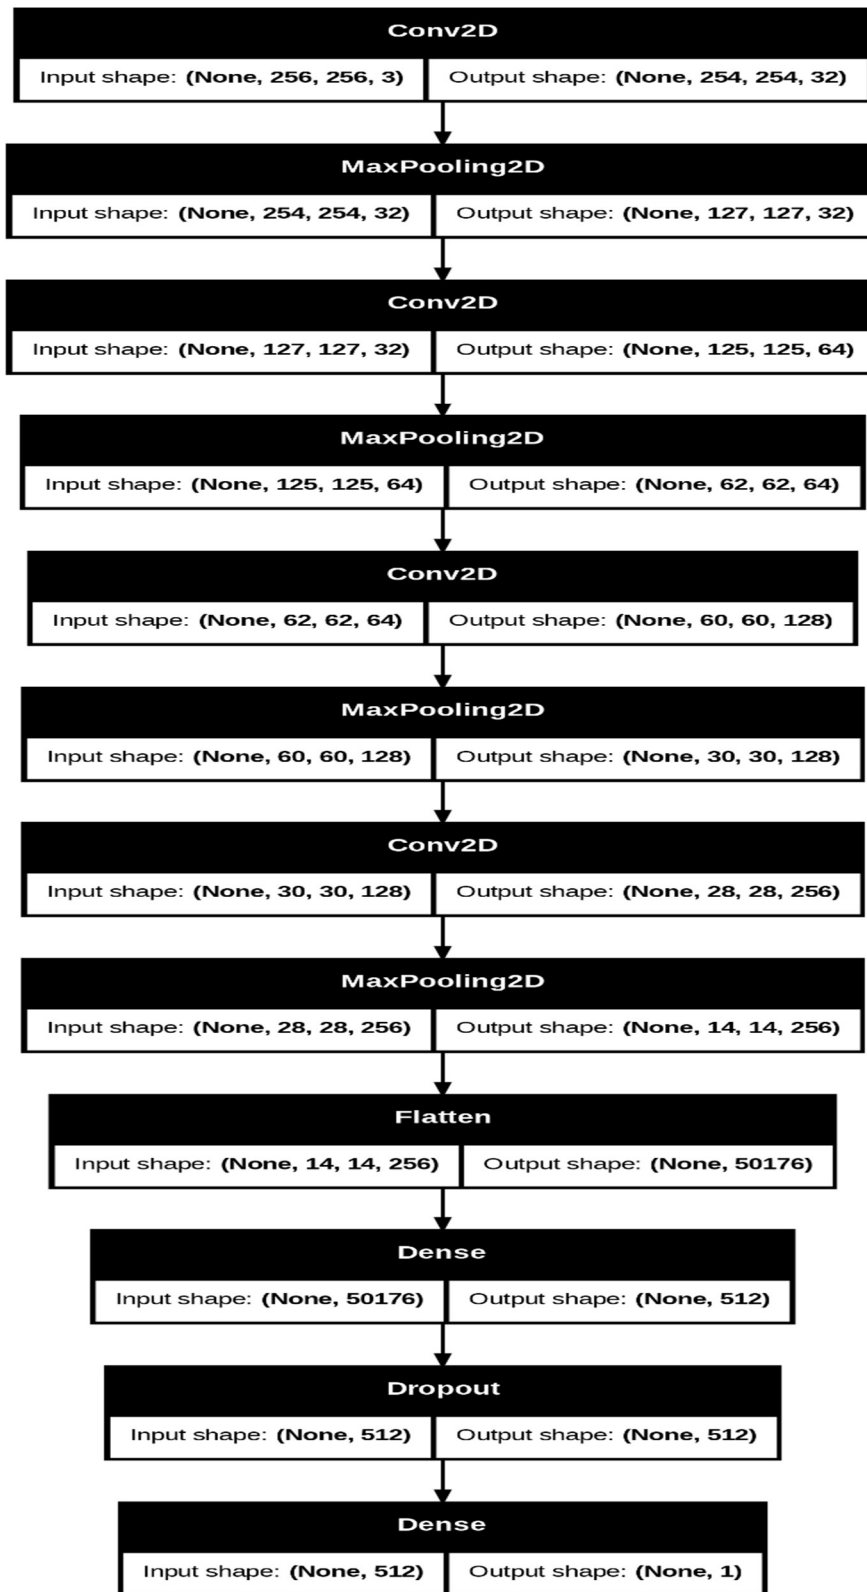 Conv2D
Input shape: (None, 256, 256, 3) Output shape: (None, 254, 254, 32)
MaxPooling2D
Input shape: (None, 254, 254, 32) Output shape: (None, 127, 127, 32)
Conv2D
Input shape: (None, 127, 127, 32) Output shape: (None, 125, 125, 64)
MaxPooling2D
Input shape: (None, 125, 125, 64) Output shape: (None, 62, 62, 64)
Conv2D
Input shape: (None, 62, 62, 64) Output shape: (None, 60, 60, 128)
MaxPooling2D
Input shape: (None, 60, 60, 128) Output shape: (None, 30, 30, 128)
Conv2D
Input shape: (None, 30, 30, 128) Output shape: (None, 28, 28, 256)
MaxPooling2D
Input shape: (None, 28, 28, 256) Output shape: (None, 14, 14, 256)
Flatten
Input shape: (None, 14, 14, 256) Output shape: (None, 50176)
Dense
Input shape: (None, 50176) Output shape: (None, 512)
Dropout
Input shape: (None, 512) Output shape: (None, 512)
Dense
Input shape: (None, 512) Output shape: (None, 1)